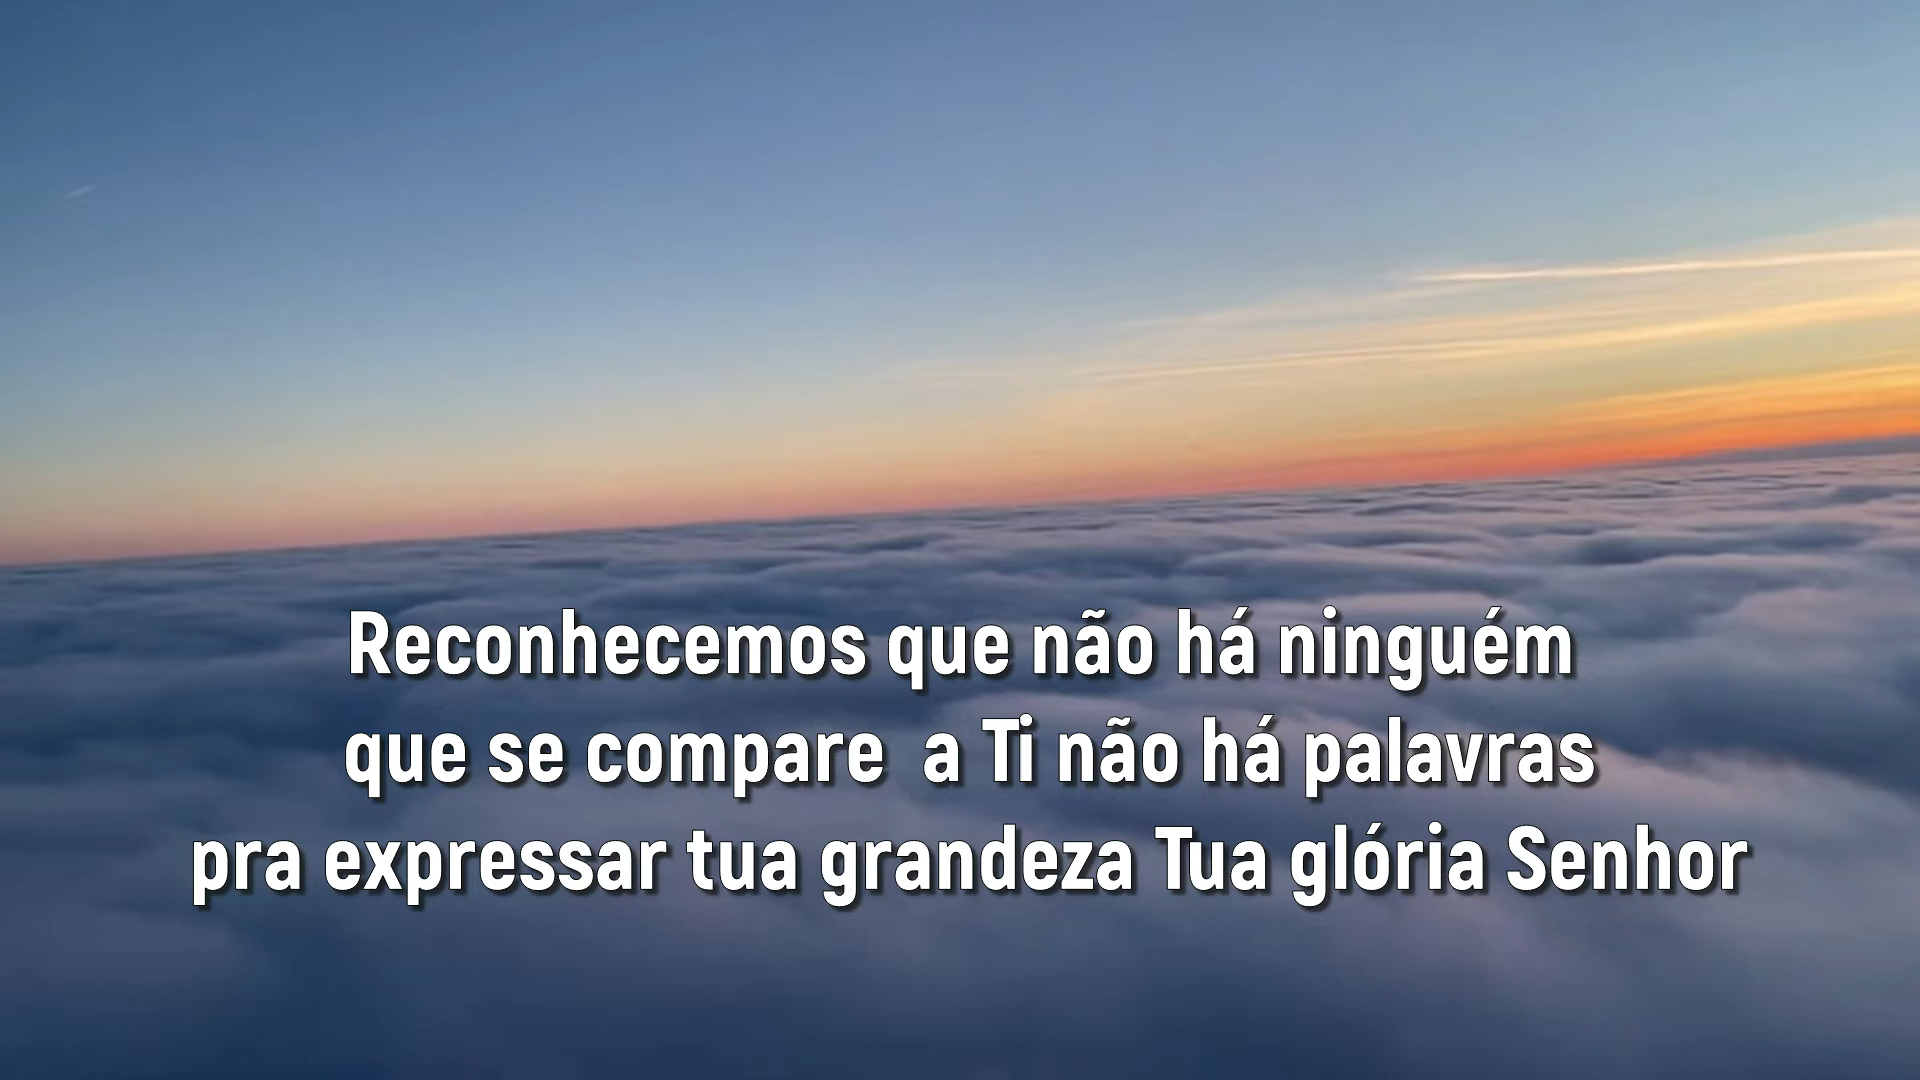 Reconhecemos que não há ninguém
que se compare  a Ti não há palavras
pra expressar tua grandeza Tua glória Senhor